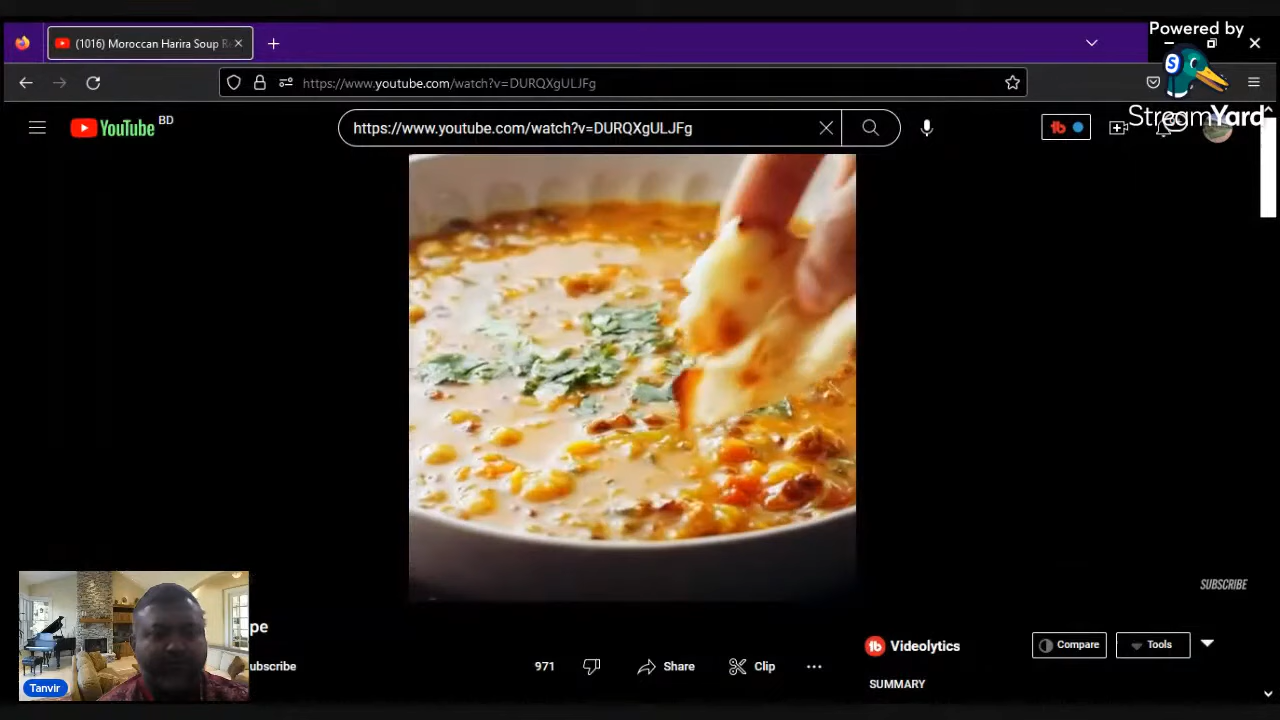 Powered by
StreamYard
(1016) Moroccan Harira Soup R
https://www.youtube.com/watch?v=DURQXgULJFg
YouTube BD
https://www.youtube.com/watch?v=DURQXgULJFg
SUBSCRIBE
pe
ubscribe
971
Share
Clip
Videolytics
Compare
Tools
SUMMARY
Tanvir